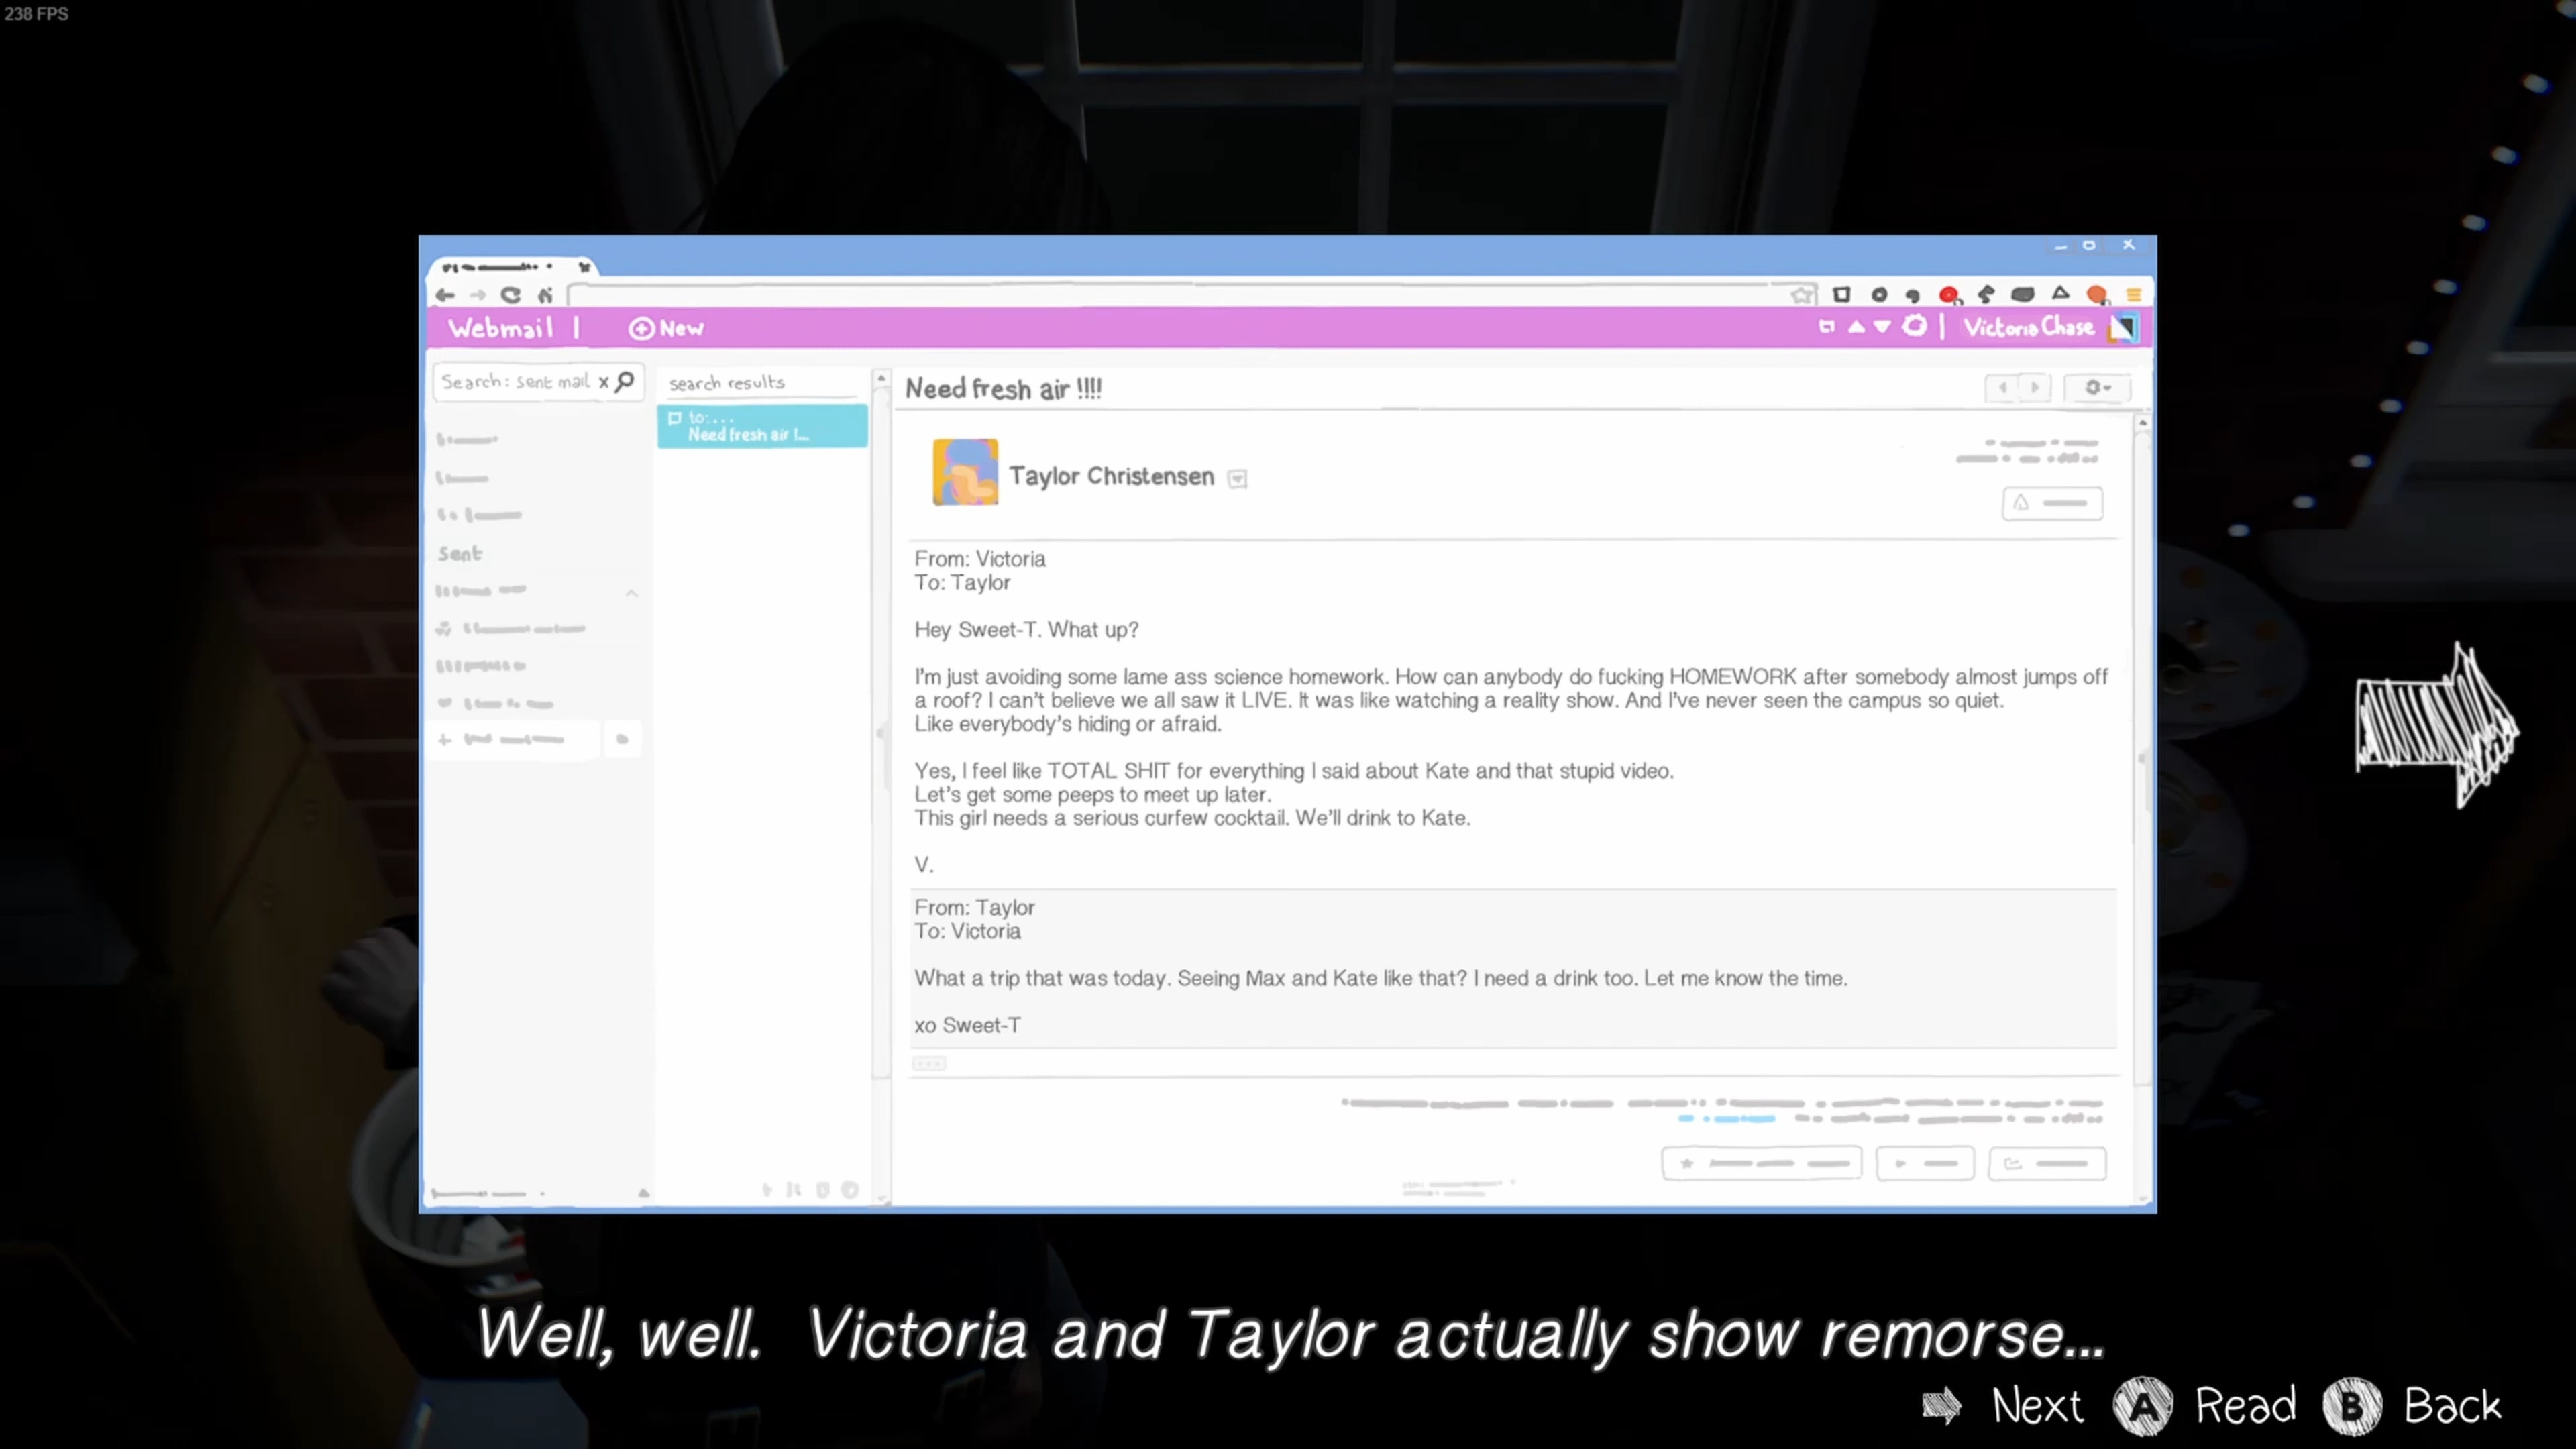 238 FPS
Webmail | New
Victoria Chase
Search: sent mail x
search results
to:...
Need fresh air !...
Sent
Need fresh air !!!!
Taylor Christensen
From: Victoria
To: Taylor
Hey Sweet-T. What up?
I'm just avoiding some lame ass science homework. How can anybody do fucking HOMEWORK after somebody almost jumps off
a roof? I can't believe we all saw it LIVE. It was like watching a reality show. And I've never seen the campus so quiet.
Like everybody's hiding or afraid.
Yes, I feel like TOTAL SHIT for everything I said about Kate and that stupid video.
Let's get some peeps to meet up later.
This girl needs a serious curfew cocktail. We'll drink to Kate.
V.
From: Taylor
To: Victoria
What a trip that was today. Seeing Max and Kate like that? I need a drink too. Let me know the time.
xo Sweet-T
Well, well. Victoria and Taylor actually show remorse...
Next A Read B Back